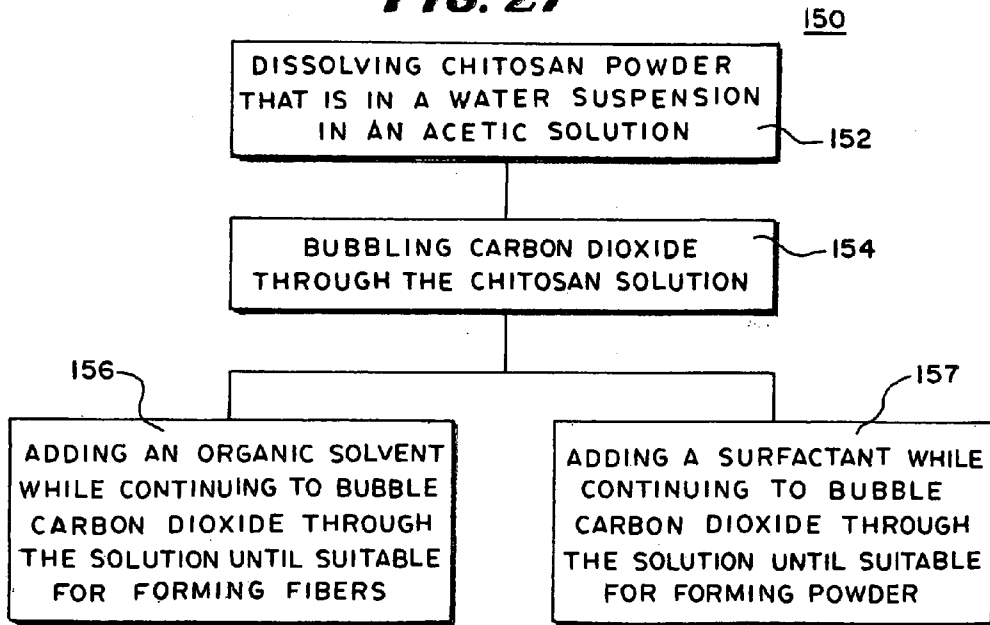 FIG. 27
150
DISSOLVING CHITOSAN POWDER
THAT IS IN A WATER SUSPENSION
IN AN ACETIC SOLUTION
152
BUBBLING CARBON DIOXIDE
THROUGH THE CHITOSAN SOLUTION
154
156
ADDING AN ORGANIC SOLVENT
WHILE CONTINUING TO BUBBLE
CARBON DIOXIDE THROUGH
THE SOLUTION UNTIL SUITABLE
FOR FORMING FIBERS
157
ADDING A SURFACTANT WHILE
CONTINUING TO BUBBLE
CARBON DIOXIDE THROUGH
THE SOLUTION UNTIL SUITABLE
FOR FORMING POWDER